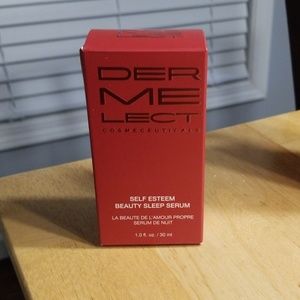 DER
ME
LECT
COSMECEUTICALS
SELF ESTEEM
BEAUTY SLEEP SERUM
LA BEAUTE DE L'AMOUR PROPRE
SERUM DE NUIT
1.0 fl. oz. / 30 ml